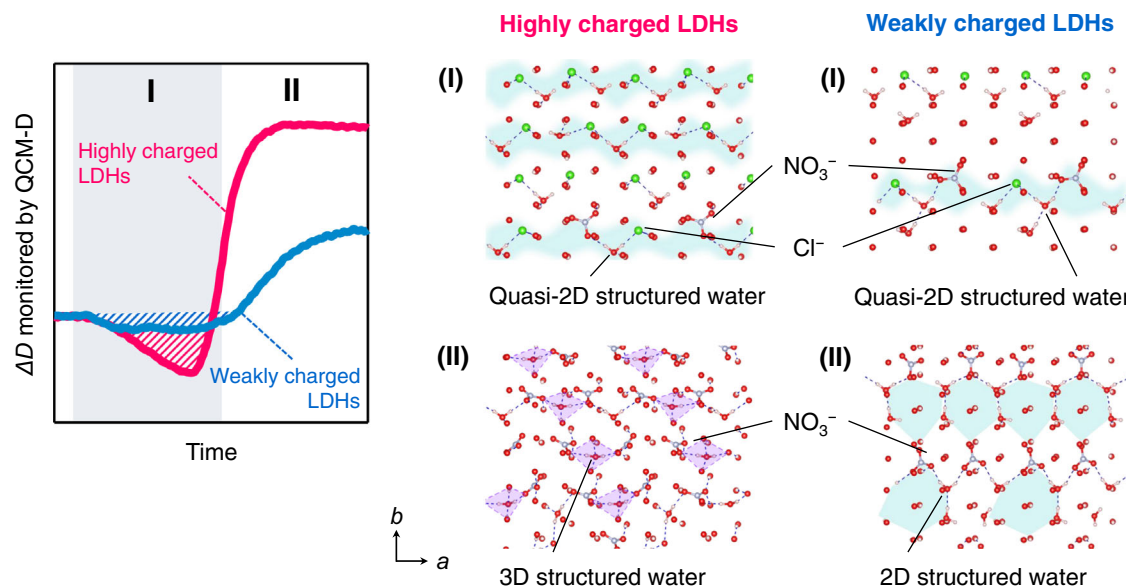 Highly charged LDHs
Weakly charged LDHs
ΔD monitored by QCM-D
I
II
Highly charged
LDHs
Weakly charged
LDHs
Time
(I)
(I)
NO₃⁻
Cl⁻
Quasi-2D structured water
Quasi-2D structured water
(II)
(II)
NO₃⁻
b
a
3D structured water
2D structured water